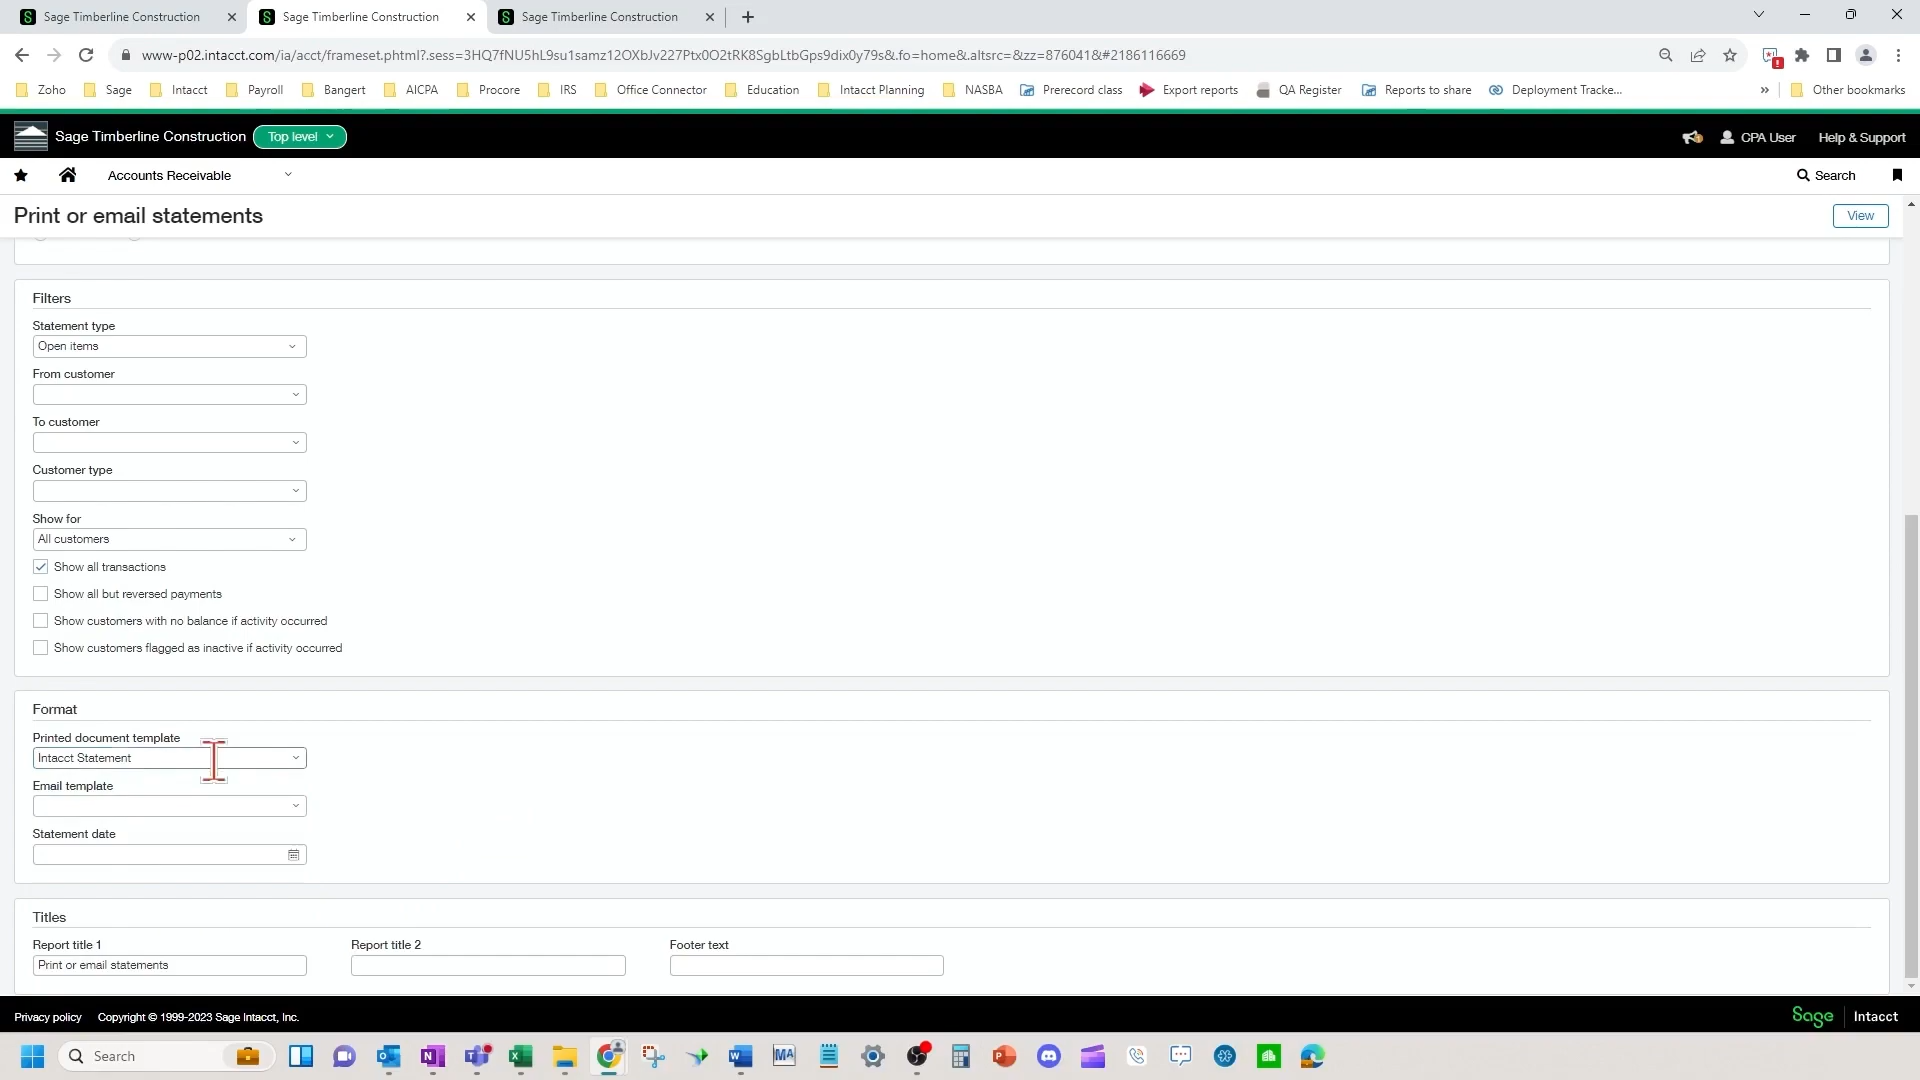 Sage Timberline Construction
Sage Timberline Construction
Sage Timberline Construction
www-p02.intacct.com/ia/acct/frameset.phtml?.sess=3HQ7fNU5hL9su1samz12OXbJv227Ptx0O2tRK8SgbLtbGps9dix0y79s&.fo=home&.altsrc=&zz=876041&#2186116669
Zoho Sage Intacct Payroll Bangert AICPA Procore IRS Office Connector Education Intacct Planning NASBA Prerecord class Export reports QA Register Reports to share Deployment Tracke... » Other bookmarks
Sage Timberline Construction Top level CPA User Help & Support
Accounts Receivable Search
Print or email statements View
Filters
Statement type
Open items
From customer
To customer
Customer type
Show for
All customers
Show all transactions
Show all but reversed payments
Show customers with no balance if activity occurred
Show customers flagged as inactive if activity occurred
Format
Printed document template
Intacct Statement
Email template
Statement date
Titles
Report title 1 Report title 2 Footer text
Print or email statements
Privacy policy Copyright © 1999-2023 Sage Intacct, Inc. Sage Intacct
Search